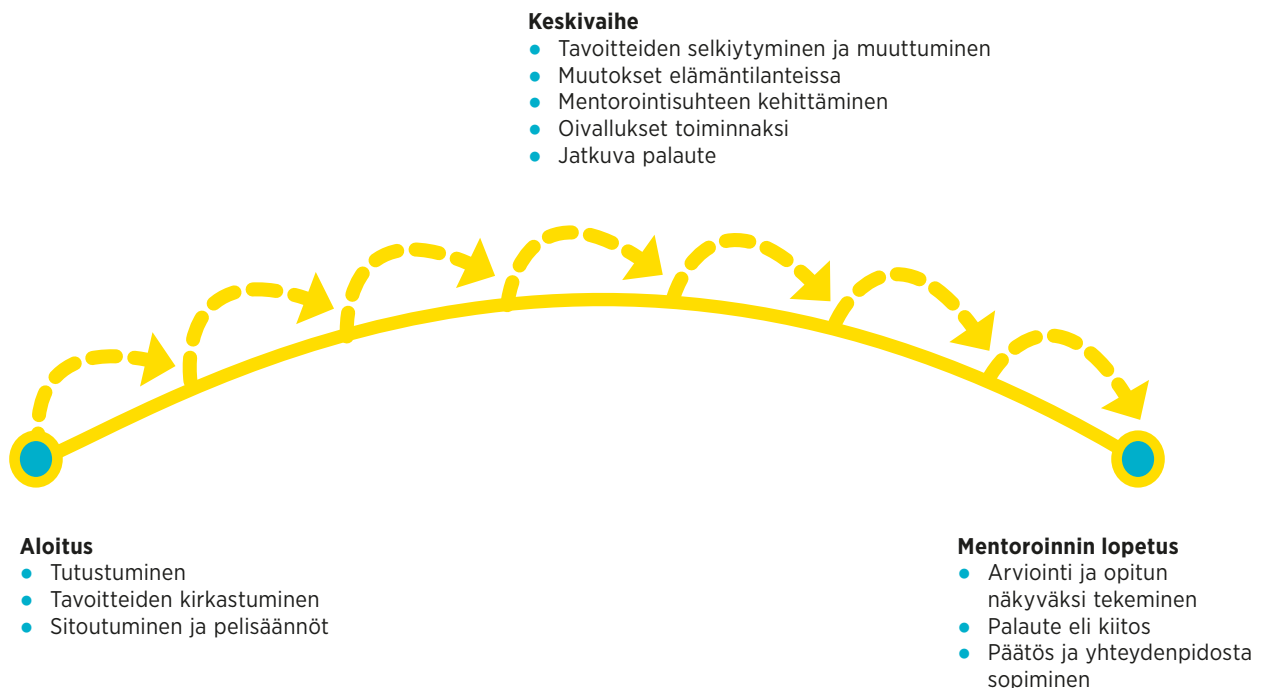 Keskivaihe
• Tavoitteiden selkiytyminen ja muuttuminen
• Muutokset elämäntilanteissa
• Mentorointisuhteen kehittäminen
• Oivallukset toiminnaksi
• Jatkuva palaute
Aloitus
• Tutustuminen
• Tavoitteiden kirkastuminen
• Sitoutuminen ja pelisäännöt
Mentoroinnin lopetus
• Arviointi ja opitun
näkyväksi tekeminen
• Palaute eli kiitos
• Päätös ja yhteydenpidosta
sopiminen